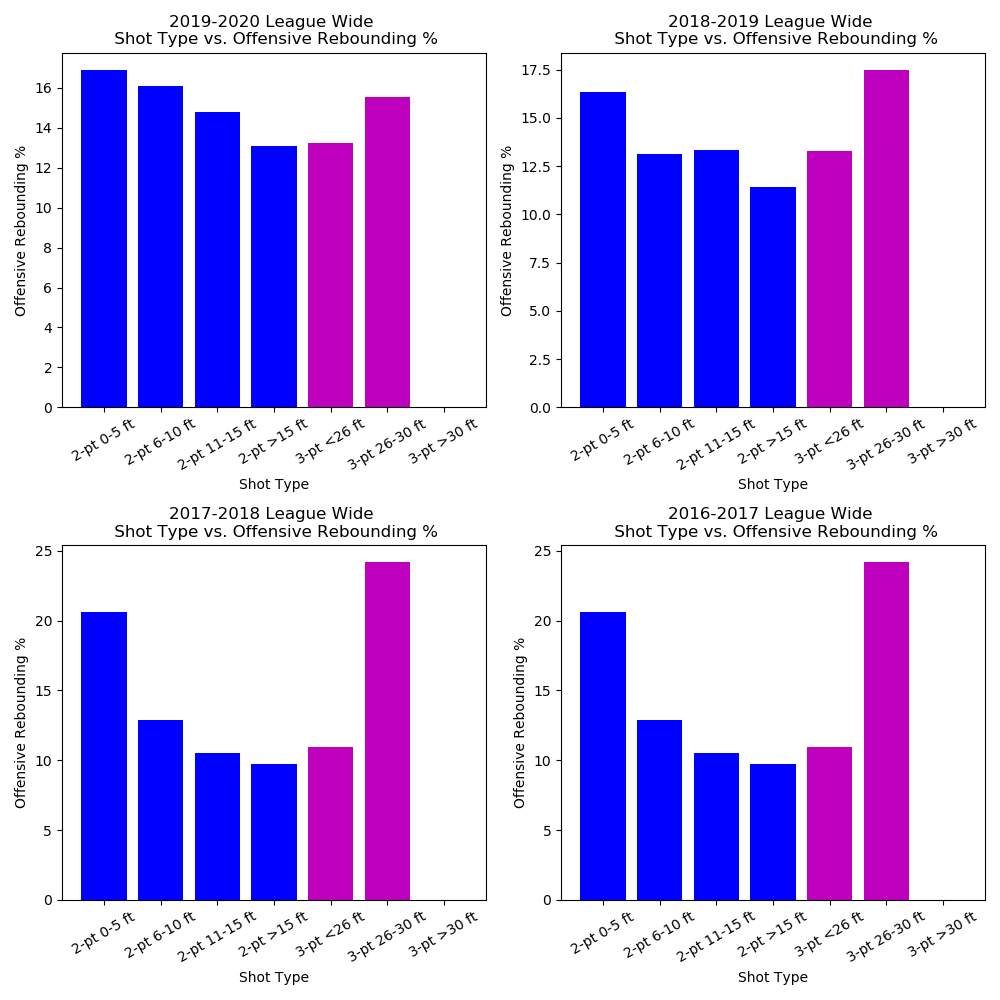 2019-2020 League Wide
Shot Type vs. Offensive Rebounding %
Offensive Rebounding %
16
14
12
10
8
6
4
2
0
2-pt 0-5 ft
2-pt 6-10 ft
2-pt 11-15 ft
2-pt >15 ft
3-pt <26 ft
3-pt 26-30 ft
3-pt >30 ft
Shot Type
2018-2019 League Wide
Shot Type vs. Offensive Rebounding %
Offensive Rebounding %
17.5
15.0
12.5
10.0
7.5
5.0
2.5
0.0
2-pt 0-5 ft
2-pt 6-10 ft
2-pt 11-15 ft
2-pt >15 ft
3-pt <26 ft
3-pt 26-30 ft
3-pt >30 ft
Shot Type
2017-2018 League Wide
Shot Type vs. Offensive Rebounding %
Offensive Rebounding %
25
20
15
10
5
0
2-pt 0-5 ft
2-pt 6-10 ft
2-pt 11-15 ft
2-pt >15 ft
3-pt <26 ft
3-pt 26-30 ft
3-pt >30 ft
Shot Type
2016-2017 League Wide
Shot Type vs. Offensive Rebounding %
Offensive Rebounding %
25
20
15
10
5
0
2-pt 0-5 ft
2-pt 6-10 ft
2-pt 11-15 ft
2-pt >15 ft
3-pt <26 ft
3-pt 26-30 ft
3-pt >30 ft
Shot Type